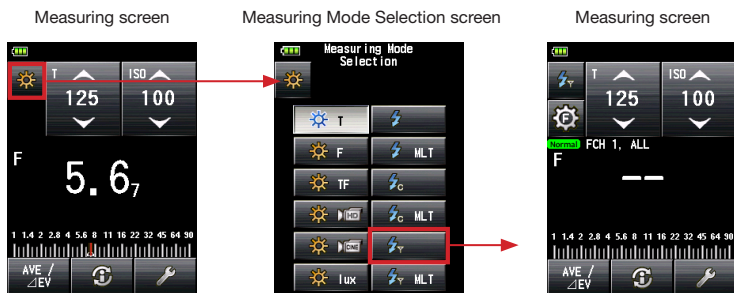 Measuring screen
T
ISO
125
100
F
5.6 7
1 1.4 2 2.8 4 5.6 8 11 16 22 32 45 64 90
AVE /
⊿EV
Measuring Mode Selection screen
Measuring Mode
Selection
T
F
MLT
TF
C
HD
C MLT
CINE
lux
MLT
Measuring screen
T
ISO
125
100
F
Normal FCH 1, ALL
F
--
1 1.4 2 2.8 4 5.6 8 11 16 22 32 45 64 90
AVE /
⊿EV